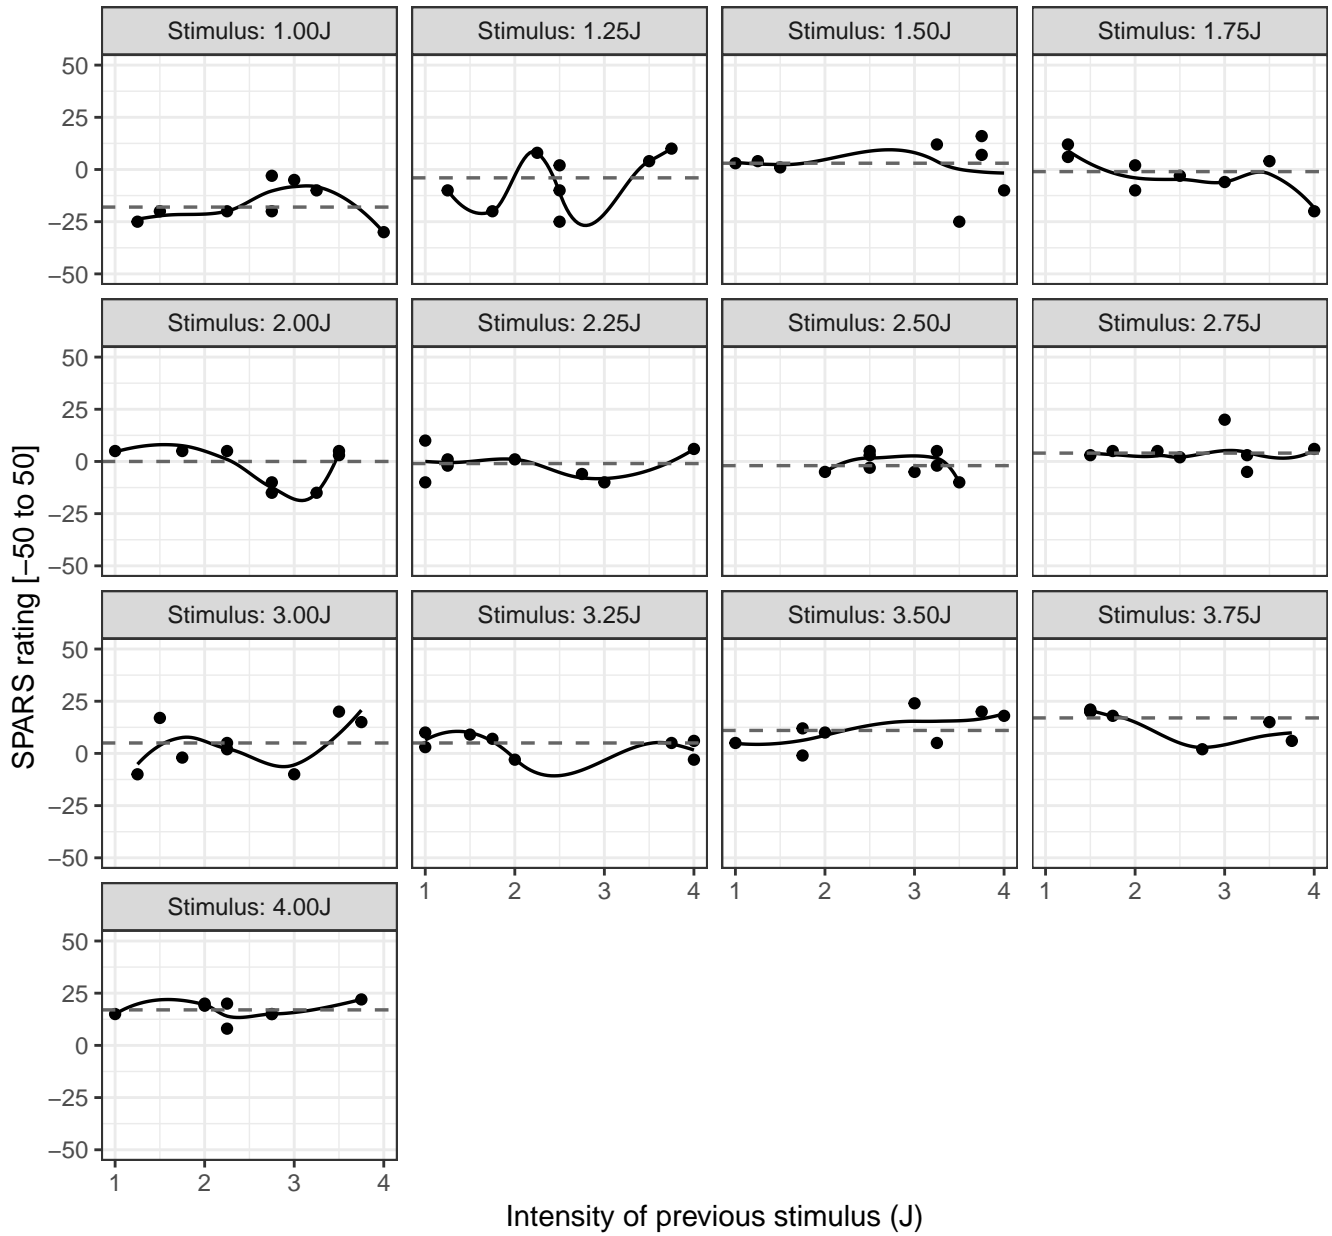 Stimulus: 1.00J
Stimulus: 1.25J
Stimulus: 1.50J
Stimulus: 1.75J
50
25
0
−25
−50
Stimulus: 2.00J
Stimulus: 2.25J
Stimulus: 2.50J
Stimulus: 2.75J
50
25
0
−25
−50
SPARS rating [−50 to 50]
Stimulus: 3.00J
Stimulus: 3.25J
Stimulus: 3.50J
Stimulus: 3.75J
50
25
0
−25
−50
1 2 3 4
1 2 3 4
1 2 3 4
Stimulus: 4.00J
50
25
0
−25
−50
1 2 3 4
Intensity of previous stimulus (J)